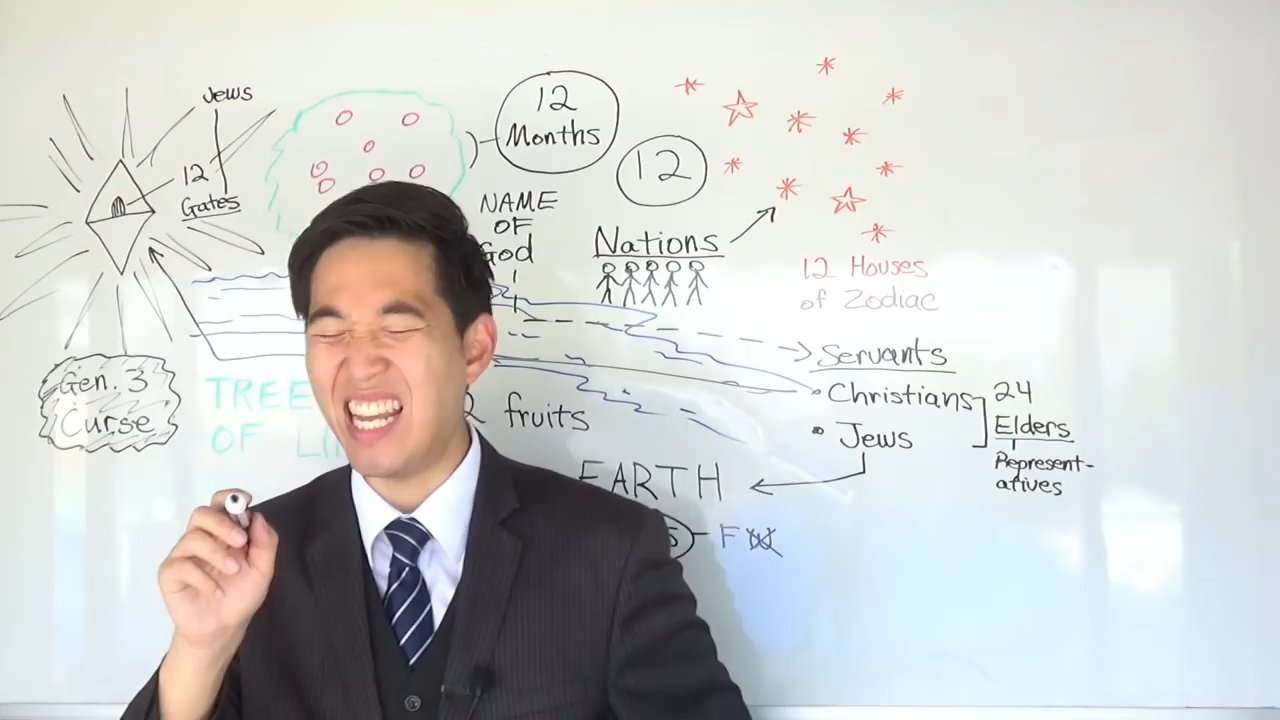 Jews
12
Gates
12
Months
12
NAME
OF
God
Nations
12 Houses
of Zodiac
Servants
• Christians
• Jews
24
Elders
Represent-
atives
Gen. 3
Curse
TREE
OF
fruits
EARTH